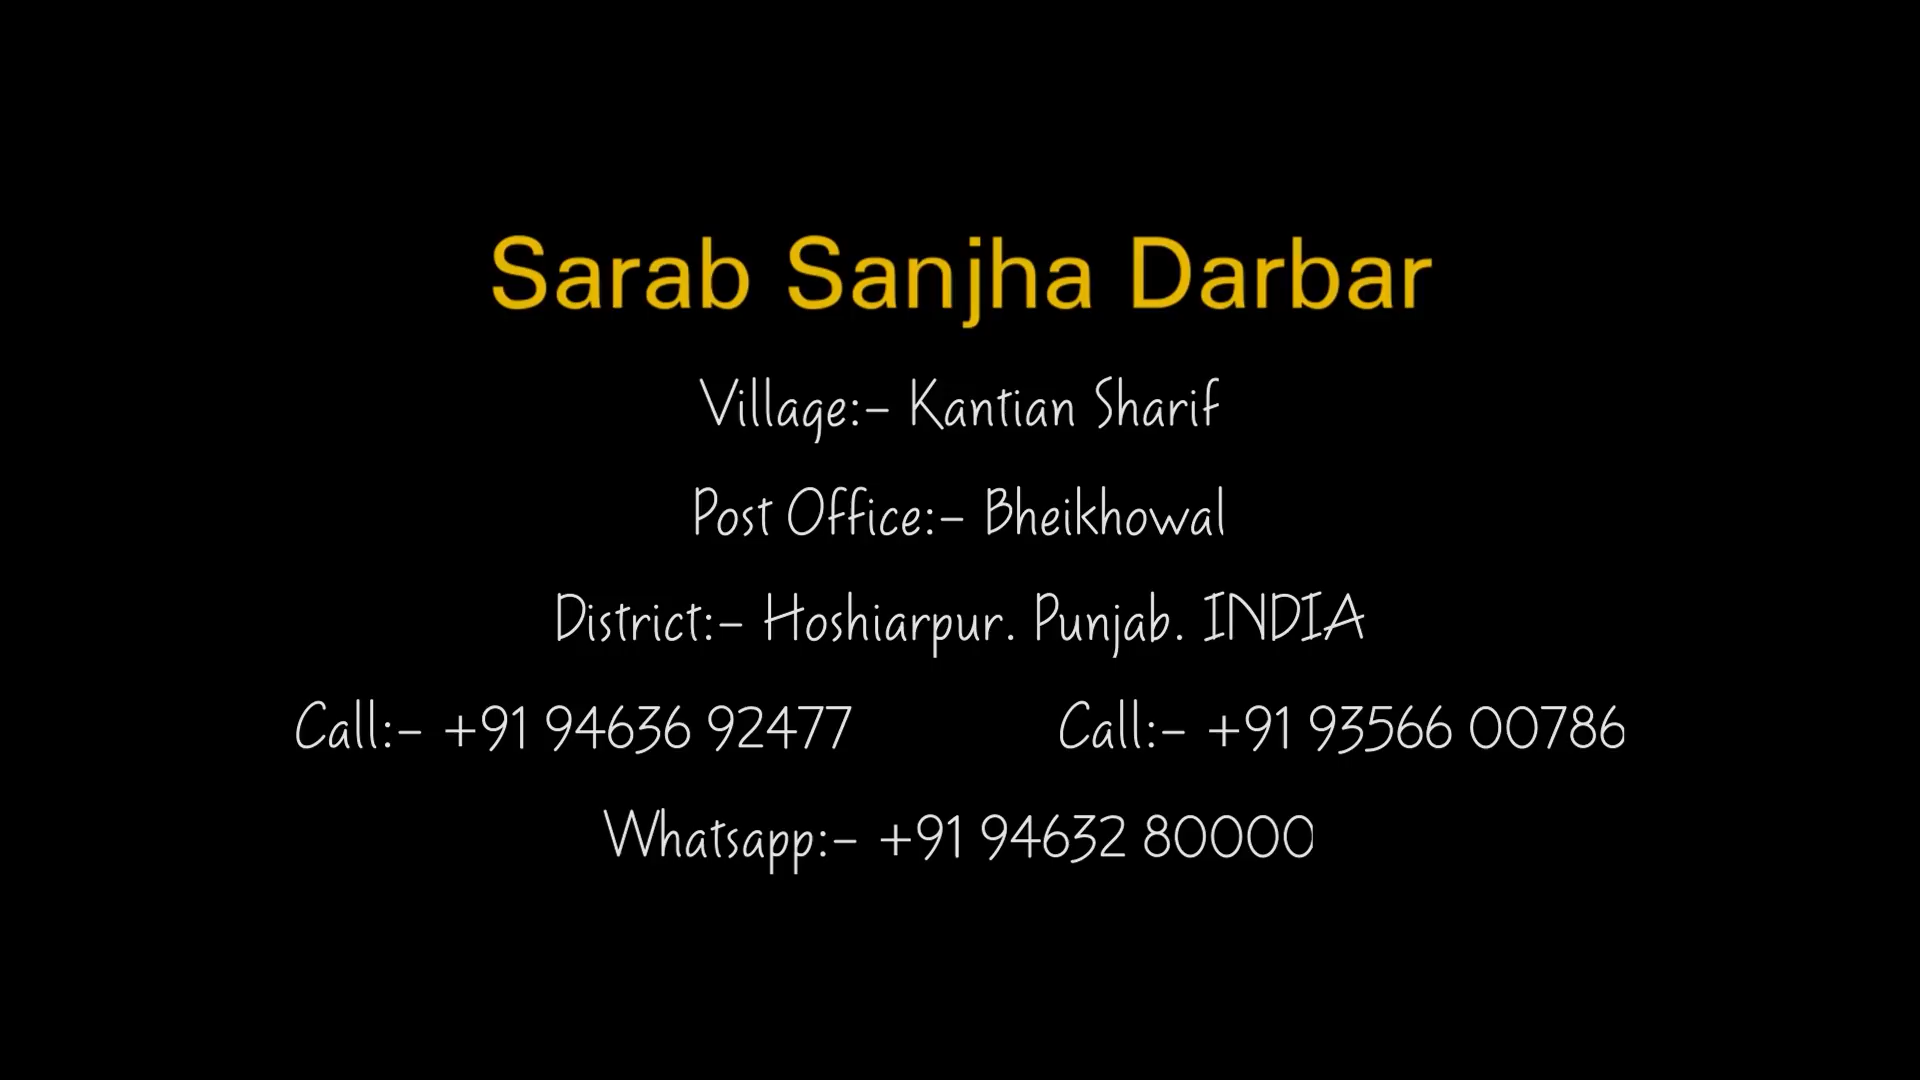 Sarab Sanjha Darbar
Village:- Kantian Sharif
Post Office:- Bheikhowal
District:- Hoshiarpur. Punjab. INDIA
Call:- +91 94636 92477 Call:- +91 93566 00786
Whatsapp:- +91 94632 80000